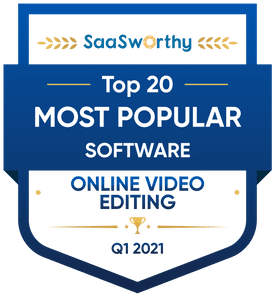 SaaSworthy
Top 20
MOST POPULAR
SOFTWARE
ONLINE VIDEO
EDITING
Q1 2021